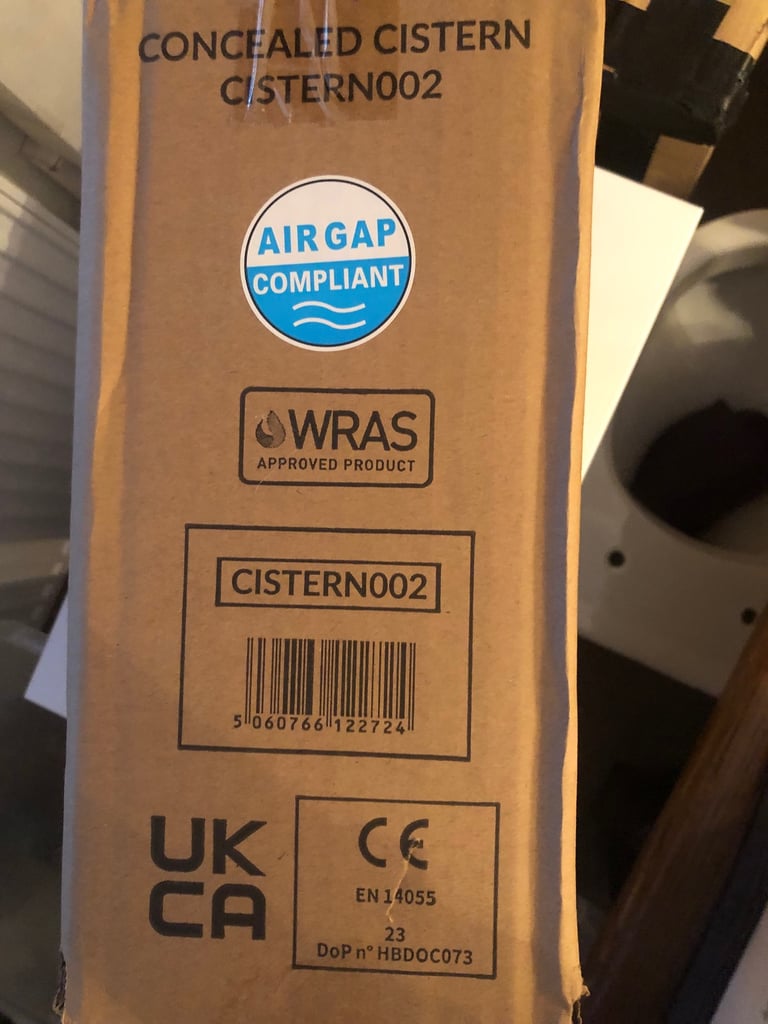 CONCEALED CISTERN
CISTERN002
AIR GAP
COMPLIANT
WRAS
APPROVED PRODUCT
CISTERN002
5 060766 122724
UK
CA
CE
EN 14055
23
DoP n° HBDOC073